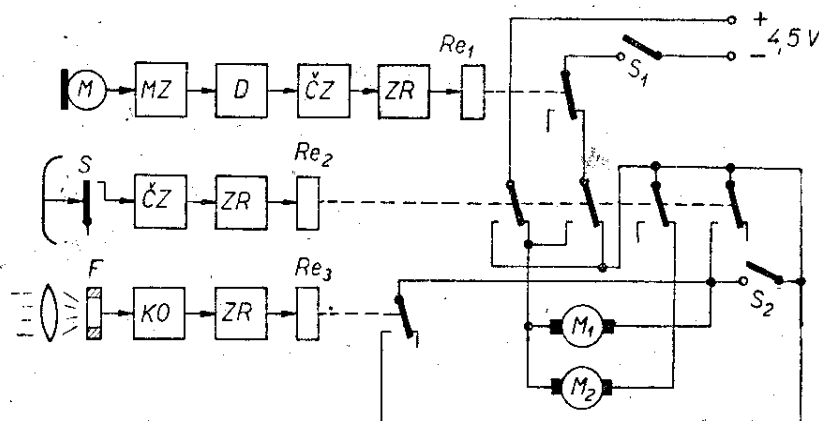 +
4,5 V
–
S₁
Re₁
M MZ D ČZ ZR
S
Re₂
ČZ ZR
F
Re₃
KO ZR
S₂
M₁
M₂